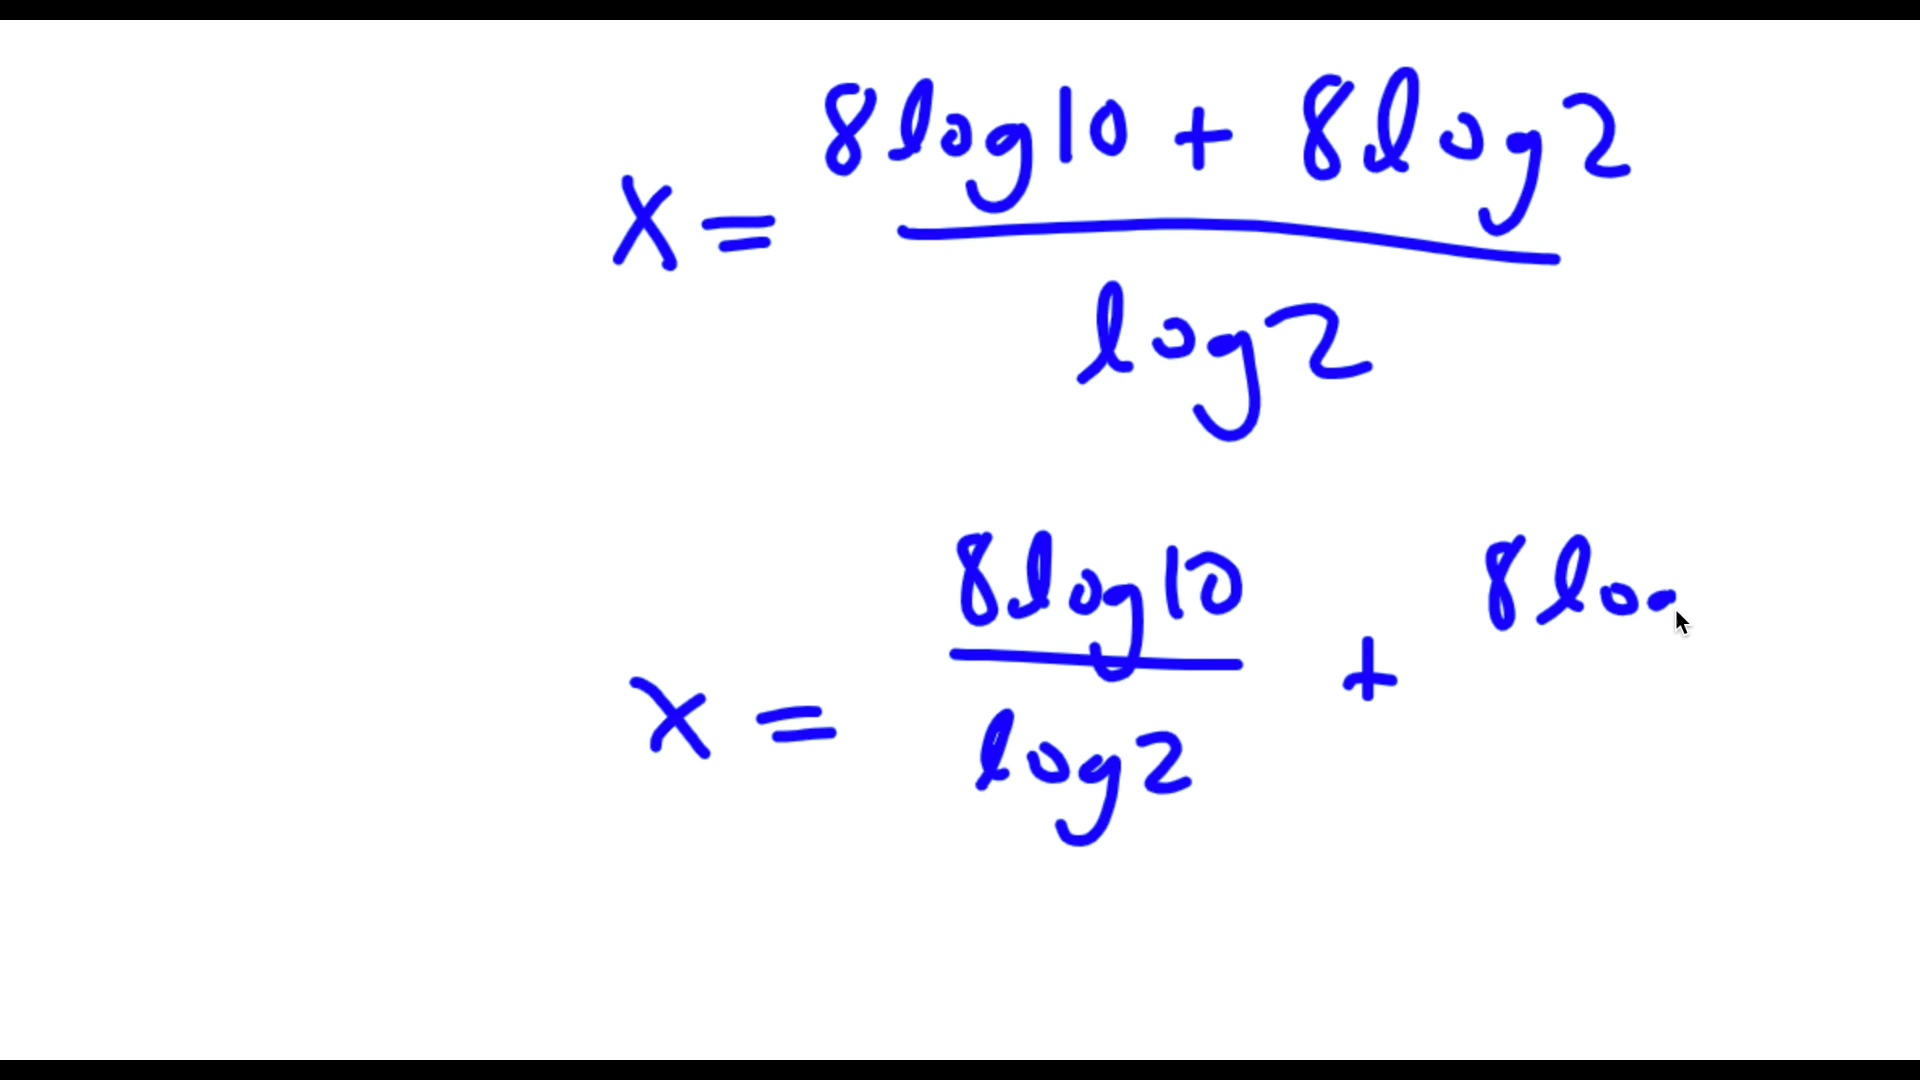 x = (8log10 + 8log2) / log2
x = 8log10 / log2 + 8lo